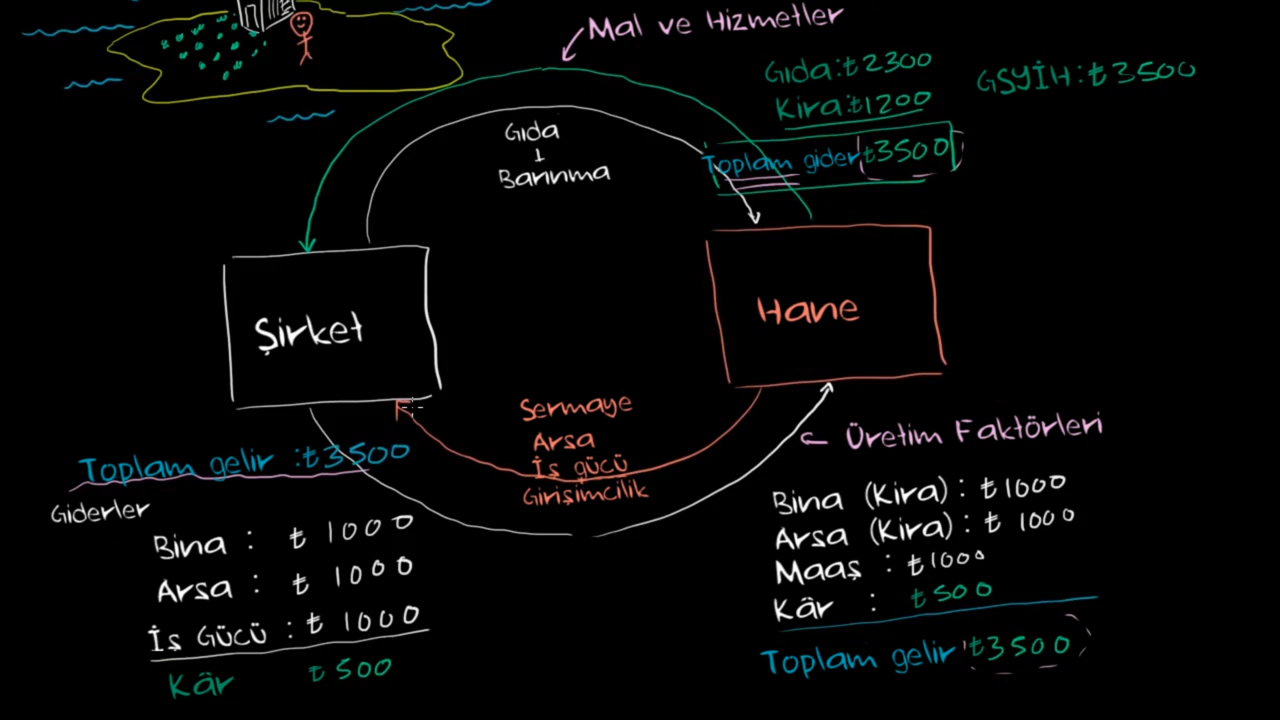 Mal ve Hizmetler
Gıda:₺2300
Kira:₺1200
Toplam gider ₺3500
GSYİH:₺3500
Gıda
+
Barınma
Şirket
Hane
Sermaye
Arsa
İş gücü
Girişimcilik
Toplam gelir :₺3500
Giderler
Bina : ₺ 1000
Arsa : ₺ 1000
İş GÜCÜ : ₺ 1000
Kâr ₺500
Üretim Faktörleri
Bina (Kira) : ₺1000
Arsa (Kira) : ₺ 1000
Maaş : ₺1000
Kâr : ₺500
Toplam gelir ₺3500